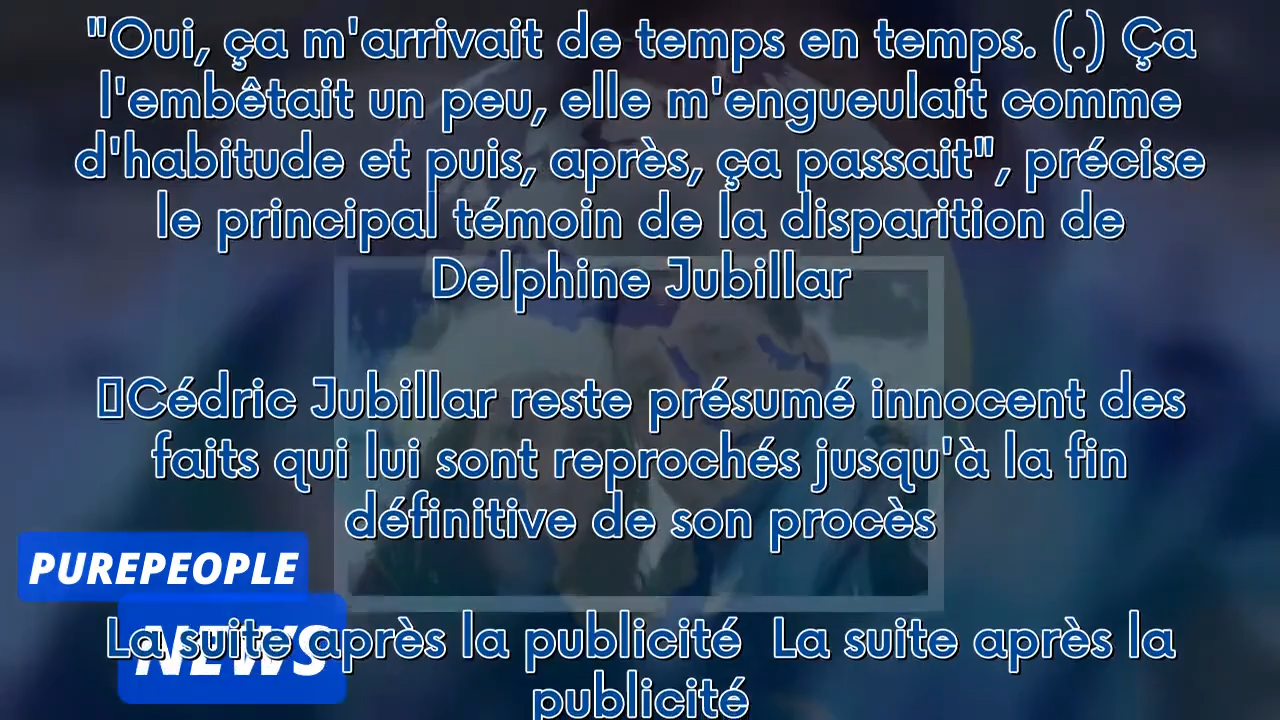 "Oui, ça m'arrivait de temps en temps. (.) Ça
l'embêtait un peu, elle m'engueulait comme
d'habitude et puis, après, ça passait", précise
le principal témoin de la disparition de
Delphine Jubillar
Cédric Jubillar reste présumé innocent des
faits qui lui sont reprochés jusqu'à la fin
définitive de son procès
PUREPEOPLE
NEWS
La suite après la publicité La suite après la
publicité